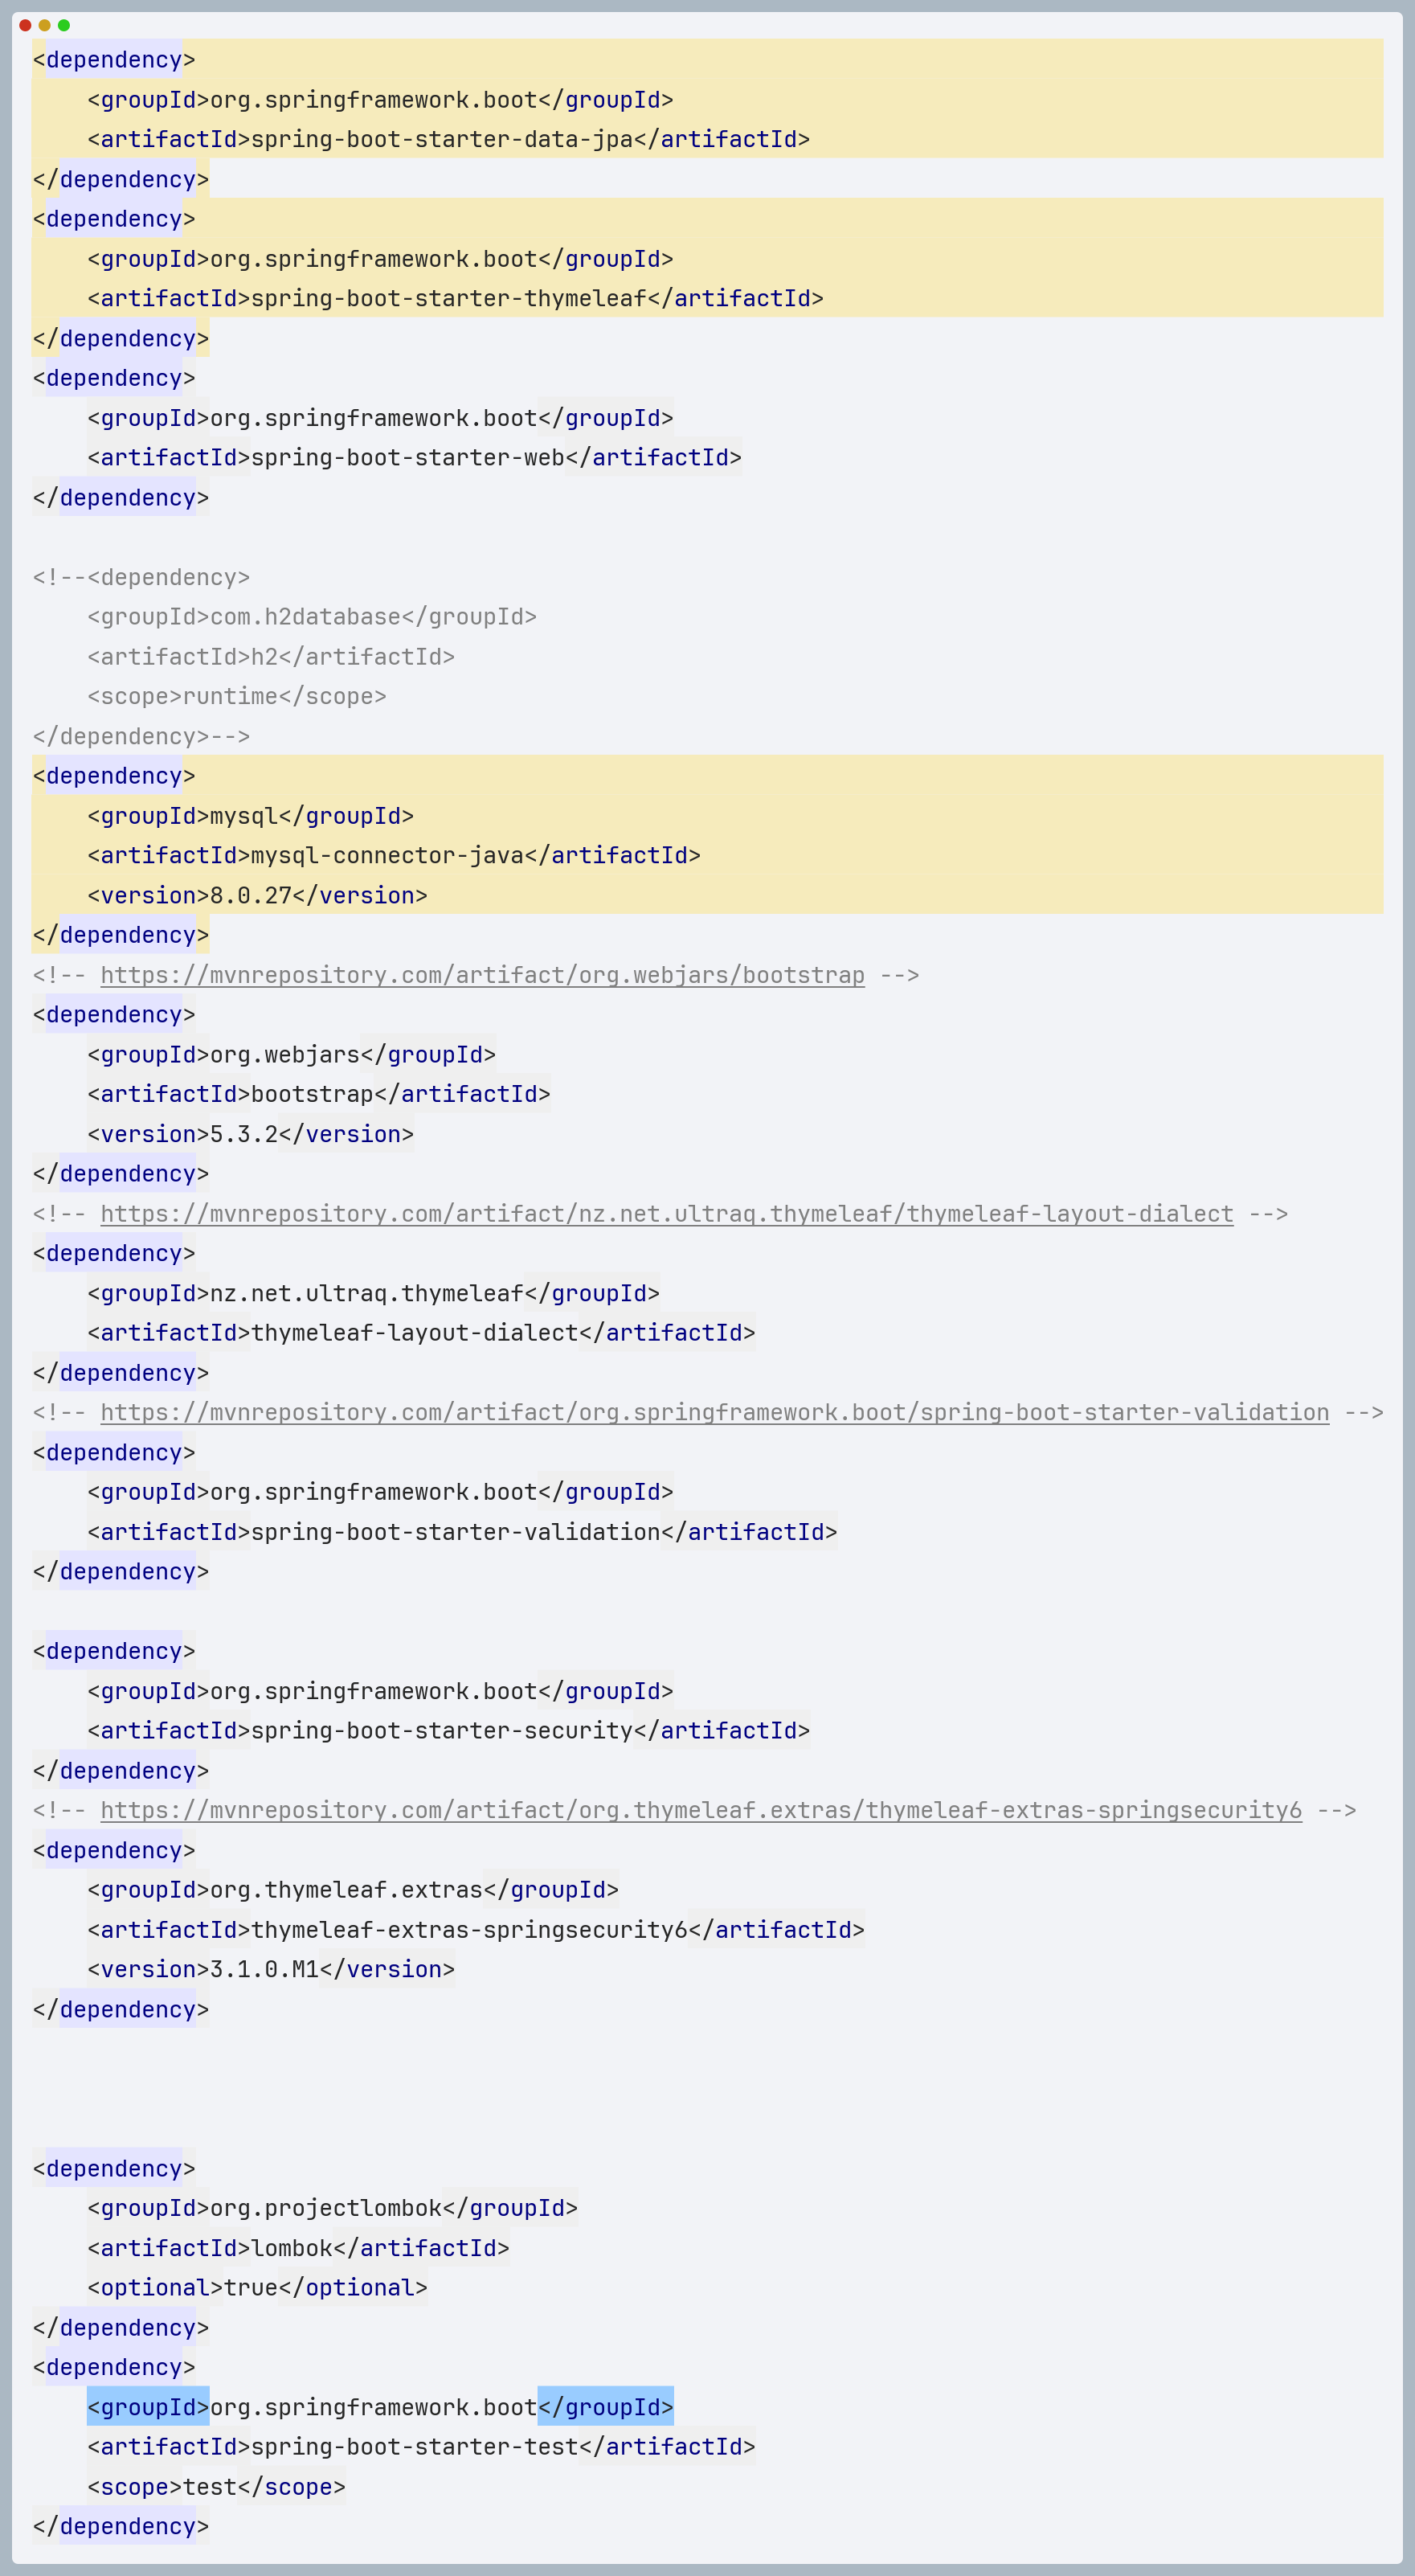 <dependency>
    <groupId>org.springframework.boot</groupId>
    <artifactId>spring-boot-starter-data-jpa</artifactId>
</dependency>
<dependency>
    <groupId>org.springframework.boot</groupId>
    <artifactId>spring-boot-starter-thymeleaf</artifactId>
</dependency>
<dependency>
    <groupId>org.springframework.boot</groupId>
    <artifactId>spring-boot-starter-web</artifactId>
</dependency>

<!--<dependency>
    <groupId>com.h2database</groupId>
    <artifactId>h2</artifactId>
    <scope>runtime</scope>
</dependency>-->
<dependency>
    <groupId>mysql</groupId>
    <artifactId>mysql-connector-java</artifactId>
    <version>8.0.27</version>
</dependency>
<!-- https://mvnrepository.com/artifact/org.webjars/bootstrap -->
<dependency>
    <groupId>org.webjars</groupId>
    <artifactId>bootstrap</artifactId>
    <version>5.3.2</version>
</dependency>
<!-- https://mvnrepository.com/artifact/nz.net.ultraq.thymeleaf/thymeleaf-layout-dialect -->
<dependency>
    <groupId>nz.net.ultraq.thymeleaf</groupId>
    <artifactId>thymeleaf-layout-dialect</artifactId>
</dependency>
<!-- https://mvnrepository.com/artifact/org.springframework.boot/spring-boot-starter-validation -->
<dependency>
    <groupId>org.springframework.boot</groupId>
    <artifactId>spring-boot-starter-validation</artifactId>
</dependency>

<dependency>
    <groupId>org.springframework.boot</groupId>
    <artifactId>spring-boot-starter-security</artifactId>
</dependency>
<!-- https://mvnrepository.com/artifact/org.thymeleaf.extras/thymeleaf-extras-springsecurity6 -->
<dependency>
    <groupId>org.thymeleaf.extras</groupId>
    <artifactId>thymeleaf-extras-springsecurity6</artifactId>
    <version>3.1.0.M1</version>
</dependency>

<dependency>
    <groupId>org.projectlombok</groupId>
    <artifactId>lombok</artifactId>
    <optional>true</optional>
</dependency>
<dependency>
    <groupId>org.springframework.boot</groupId>
    <artifactId>spring-boot-starter-test</artifactId>
    <scope>test</scope>
</dependency>